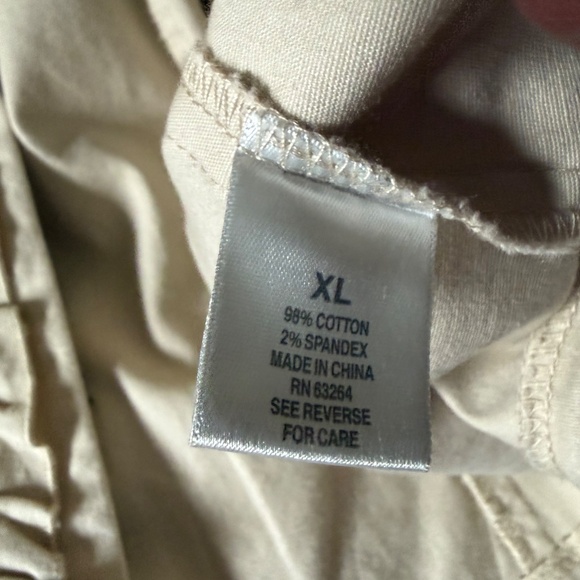 XL
98% COTTON
2% SPANDEX
MADE IN CHINA
RN 63264
SEE REVERSE
FOR CARE